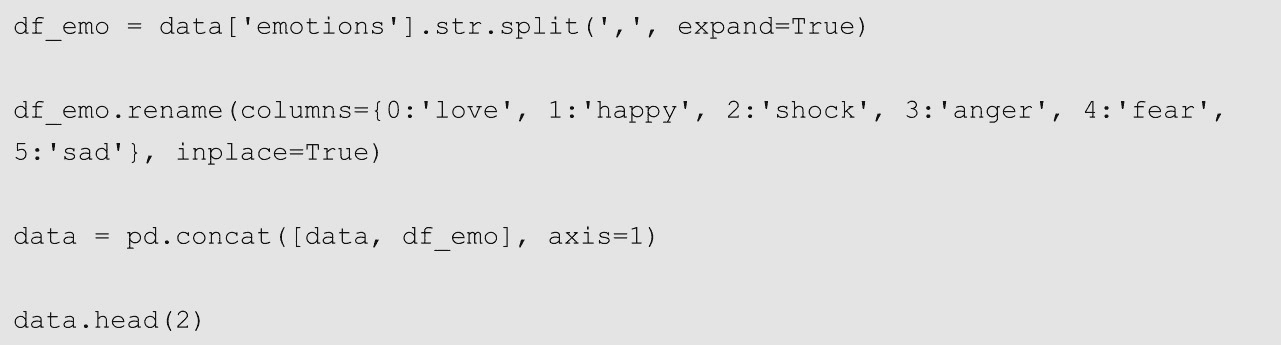 df_emo = data['emotions'].str.split(',', expand=True)
df_emo.rename(columns={0:'love', 1:'happy', 2:'shock', 3:'anger', 4:'fear',
5:'sad'}, inplace=True)
data = pd.concat([data, df_emo], axis=1)
data.head(2)